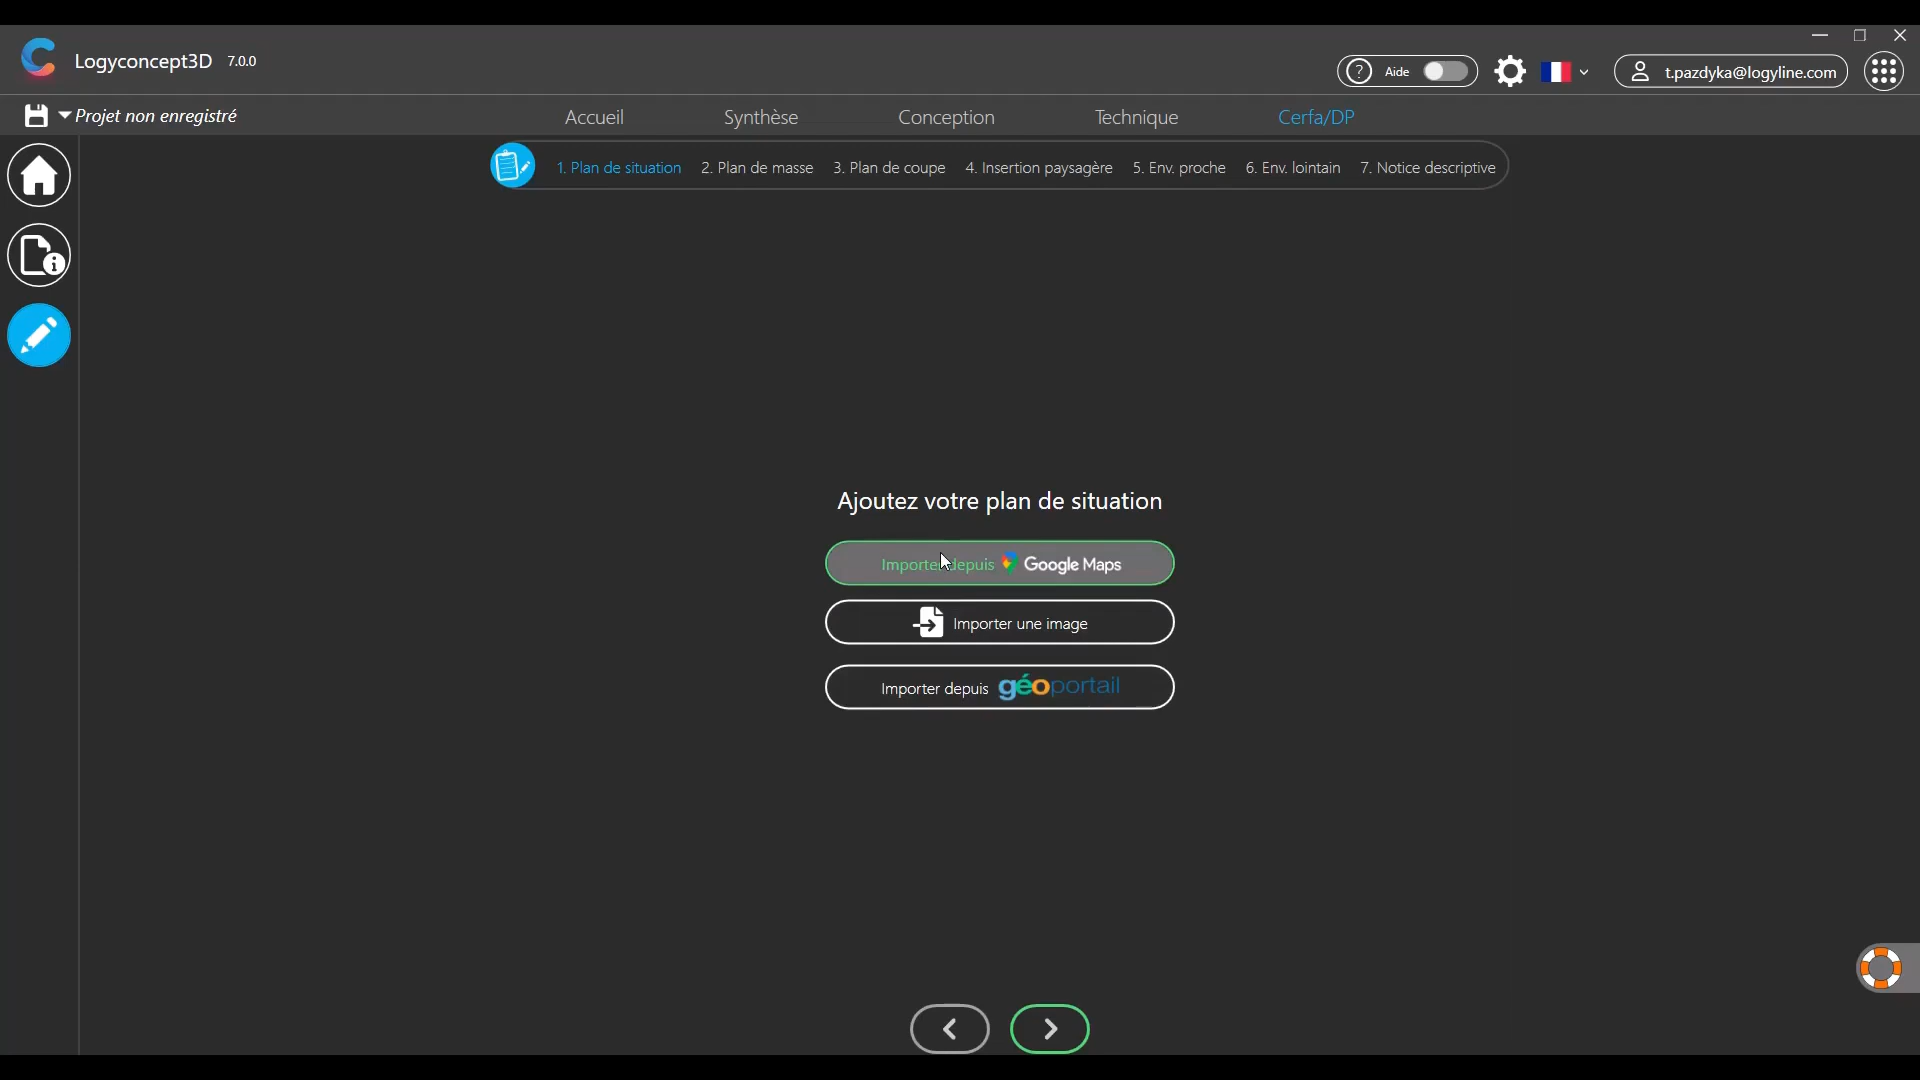 Logyconcept3D 7.0.0
? Aide
t.pazdyka@logyline.com
Projet non enregistré
Accueil Synthèse Conception Technique Cerfa/DP
1. Plan de situation 2. Plan de masse 3. Plan de coupe 4. Insertion paysagère 5. Env. proche 6. Env. lointain 7. Notice descriptive
Ajoutez votre plan de situation
Importer depuis Google Maps
Importer une image
Importer depuis géoportail